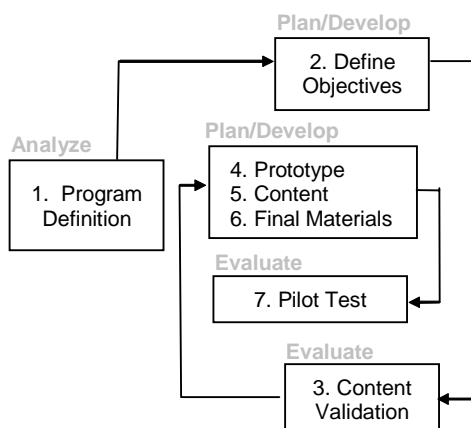 Plan/Develop
2. Define
Objectives
Analyze
1. Program
Definition
Plan/Develop
4. Prototype
5. Content
6. Final Materials
Evaluate
7. Pilot Test
Evaluate
3. Content
Validation